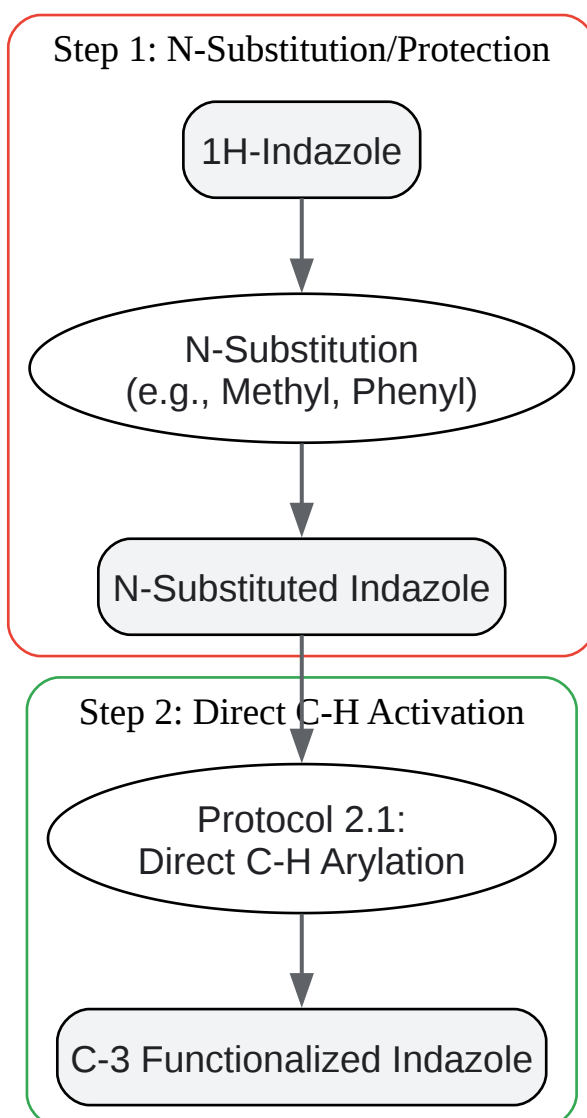 Step 1: N-Substitution/Protection
1H-Indazole
N-Substitution
(e.g., Methyl, Phenyl)
N-Substituted Indazole
Step 2: Direct C-H Activation
Protocol 2.1:
Direct C-H Arylation
C-3 Functionalized Indazole